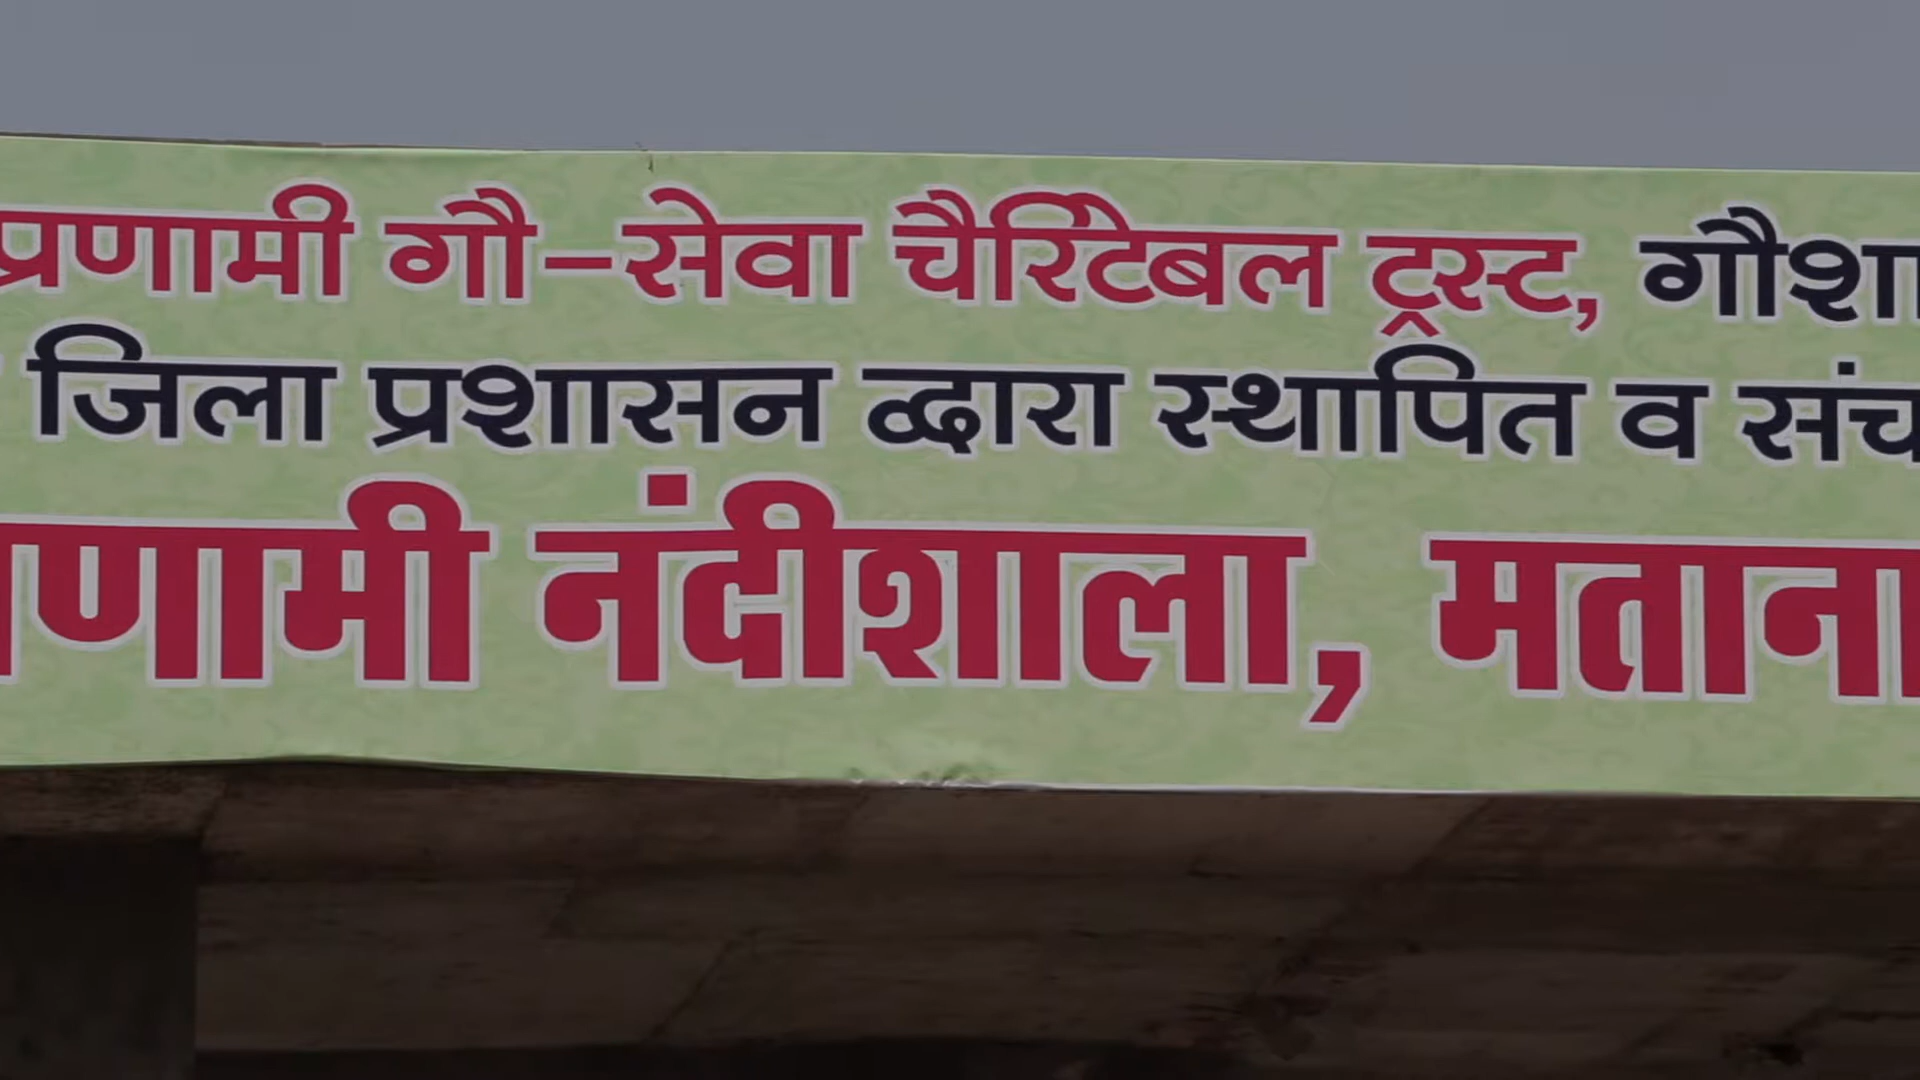 प्रणामी गौ-सेवा चैरिटेबल ट्रस्ट, गौशा
जिला प्रशासन द्वारा स्थापित व संच
णामी नंदीशाला, मताना